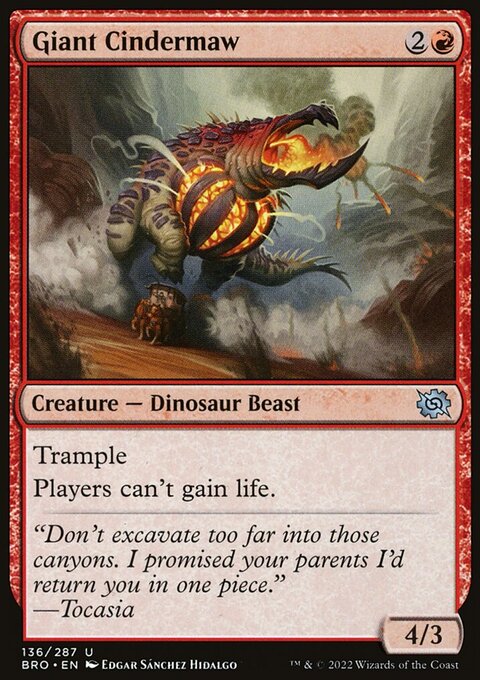 Giant Cindermaw 2
Creature — Dinosaur Beast
Trample
Players can't gain life.
“Don't excavate too far into those
canyons. I promised your parents I'd
return you in one piece.”
—Tocasia
4/3
136/287 U
BRO • EN Edgar Sánchez Hidalgo ™ & © 2022 Wizards of the Coast